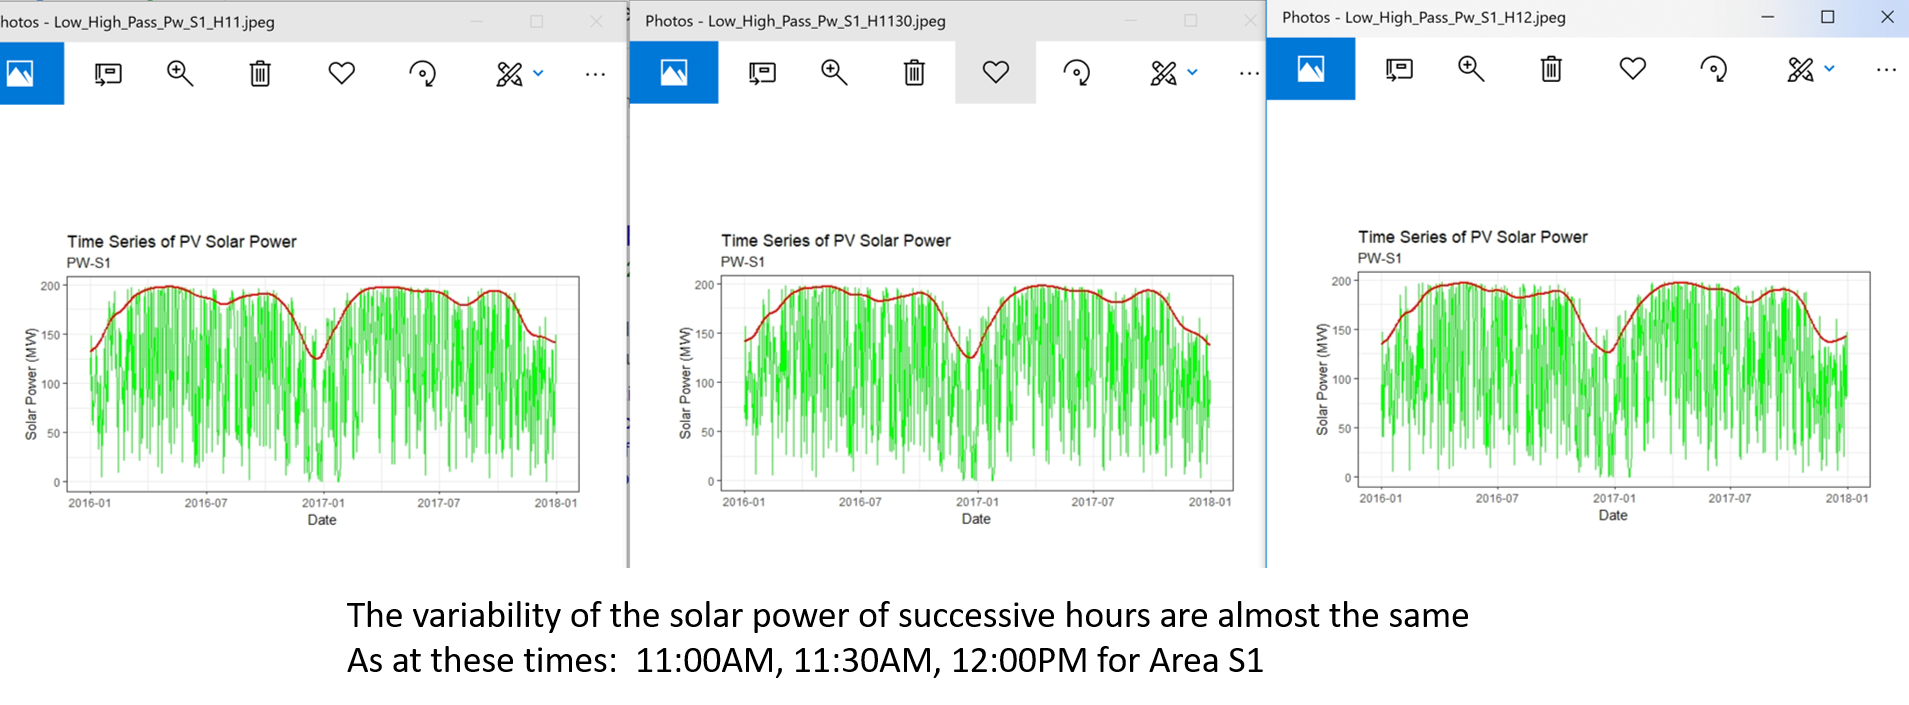 hotos - Low_High_Pass_Pw_S1_H11.jpeg
Photos - Low_High_Pass_Pw_S1_H1130.jpeg
Photos - Low_High_Pass_Pw_S1_H12.jpeg
Time Series of PV Solar Power
PW-S1
200
150
100
50
0
Solar Power (MW)
2016-01 2016-07 2017-01 2017-07 2018-01
Date
Time Series of PV Solar Power
PW-S1
200
150
100
50
0
Solar Power (MW)
2016-01 2016-07 2017-01 2017-07 2018-01
Date
Time Series of PV Solar Power
PW-S1
200
150
100
50
0
Solar Power (MW)
2016-01 2016-07 2017-01 2017-07 2018-01
Date
The variability of the solar power of successive hours are almost the same
As at these times: 11:00AM, 11:30AM, 12:00PM for Area S1